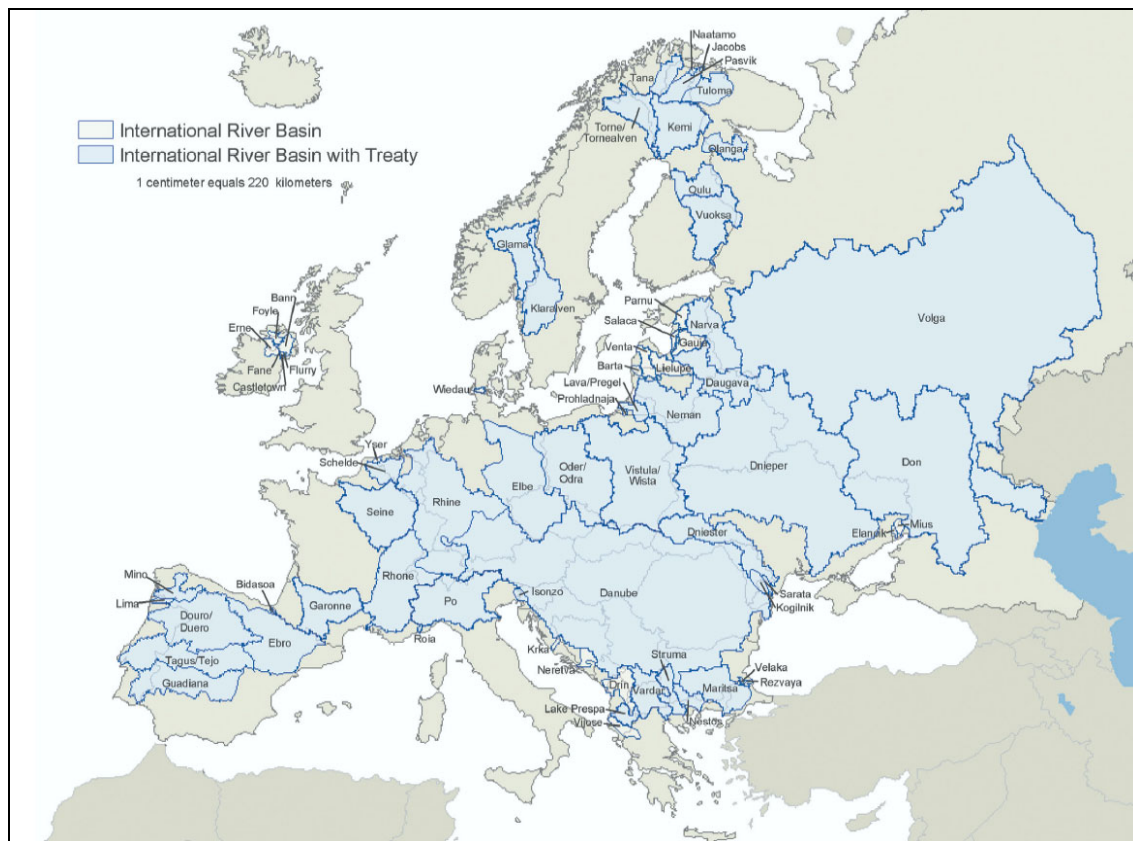 Naatamo
Jacobs
Pasvik
Tana
Tuloma
International River Basin
International River Basin with Treaty
1 centimeter equals 220 kilometers
Torne/
Tornealven
Kemi
Olanga
Qulu
Vuoksa
Glama
Klaralven
Bann
Foyle
Erne
Fane
Flurry
Castletown
Parnu
Salaca
Narva
Gauja
Venta
Barta
Lielupe
Daugava
Lava/Pregel
Prohladnaja
Neman
Volga
Wiedau
Yser
Schelde
Seine
Rhine
Elbe
Oder/
Odra
Vistula/
Wista
Dnieper
Don
Dniester
Elancik
Mius
Mino
Lima
Bidasoa
Douro/
Duero
Garonne
Ebro
Tagus/Tejo
Guadiana
Rhone
Po
Roia
Isonzo
Danube
Sarata
Kogilnik
Krka
Neretva
Struma
Drin
Vardar
Maritsa
Velaka
Rezvaya
Lake Prespa
Vijose
Nestos